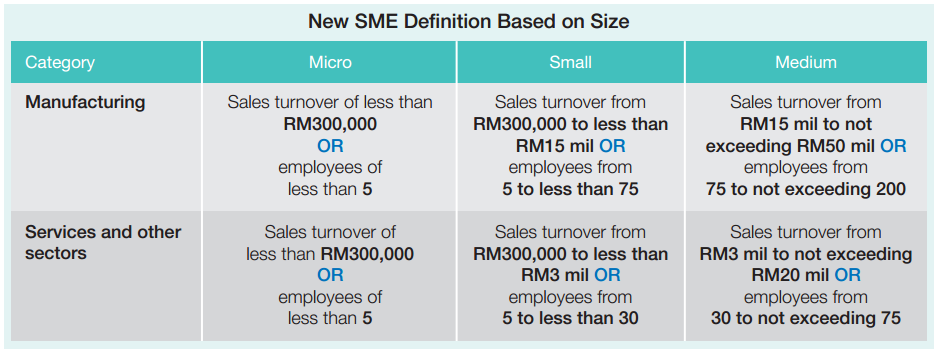 New SME Definition Based on Size
Category
Micro
Small
Medium
Manufacturing
Sales turnover of less than
RM300,000
OR
employees of
less than 5
Sales turnover from
RM300,000 to less than
RM15 mil OR
employees from
5 to less than 75
Sales turnover from
RM15 mil to not
exceeding RM50 mil OR
employees from
75 to not exceeding 200
Services and other
sectors
Sales turnover of
less than RM300,000
OR
employees of
less than 5
Sales turnover from
RM300,000 to less than
RM3 mil OR
employees from
5 to less than 30
Sales turnover from
RM3 mil to not exceeding
RM20 mil OR
employees from
30 to not exceeding 75